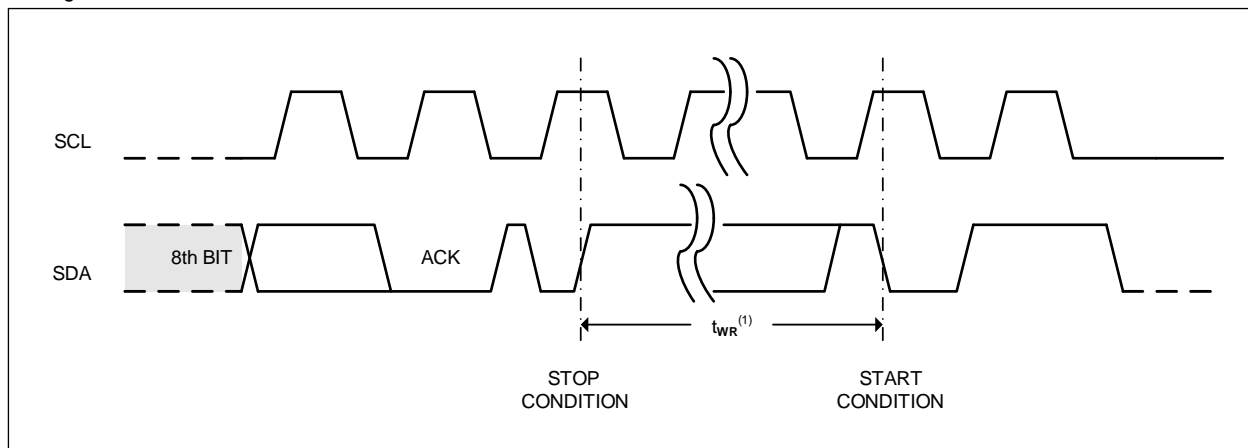 SCL
SDA
8th BIT
ACK
tWR(1)
STOP
CONDITION
START
CONDITION